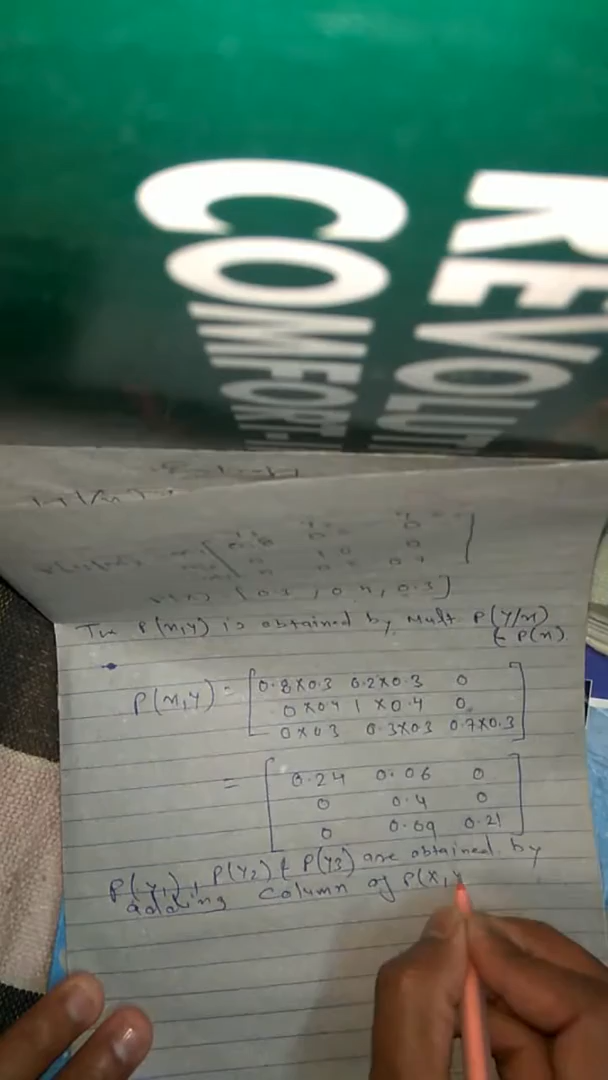 REVOLUTI
COMFORT
[0.3, 0.4, 0.3]
The P(x,y) is obtained by Mult P(Y/x)
& P(x).
P(x,y) = [0.8×0.3 0.2×0.3 0
0×0.4 1×0.4 0
0×0.3 0.3×0.3 0.7×0.3]
= [0.24 0.06 0
0 0.4 0
0 0.09 0.21]
P(y1), P(y2) & P(y3) are obtained by
adding column of P(x,y